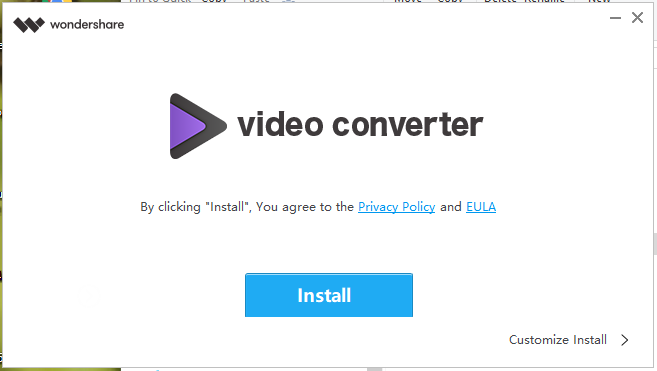 wondershare
video converter
By clicking "Install", You agree to the Privacy Policy and EULA
Install
Customize Install